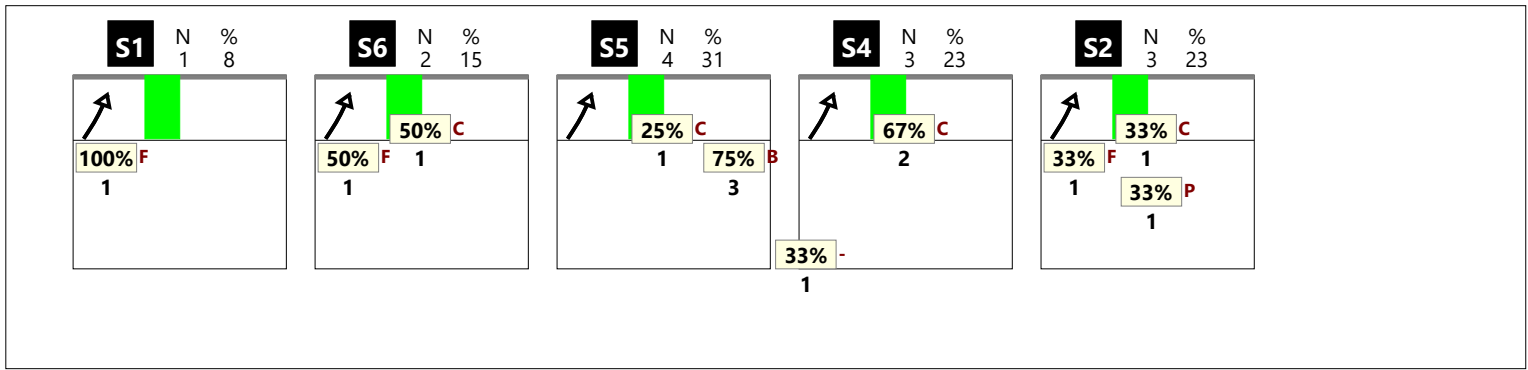 S1 N % 1 8
100% F
1
S6 N % 2 15
50% C
50% F 1
1
S5 N % 4 31
25% C
1 75% B
3
S4 N % 3 23
67% C
2
33% -
1
S2 N % 3 23
33% C
33% F 1
1 33% P
1